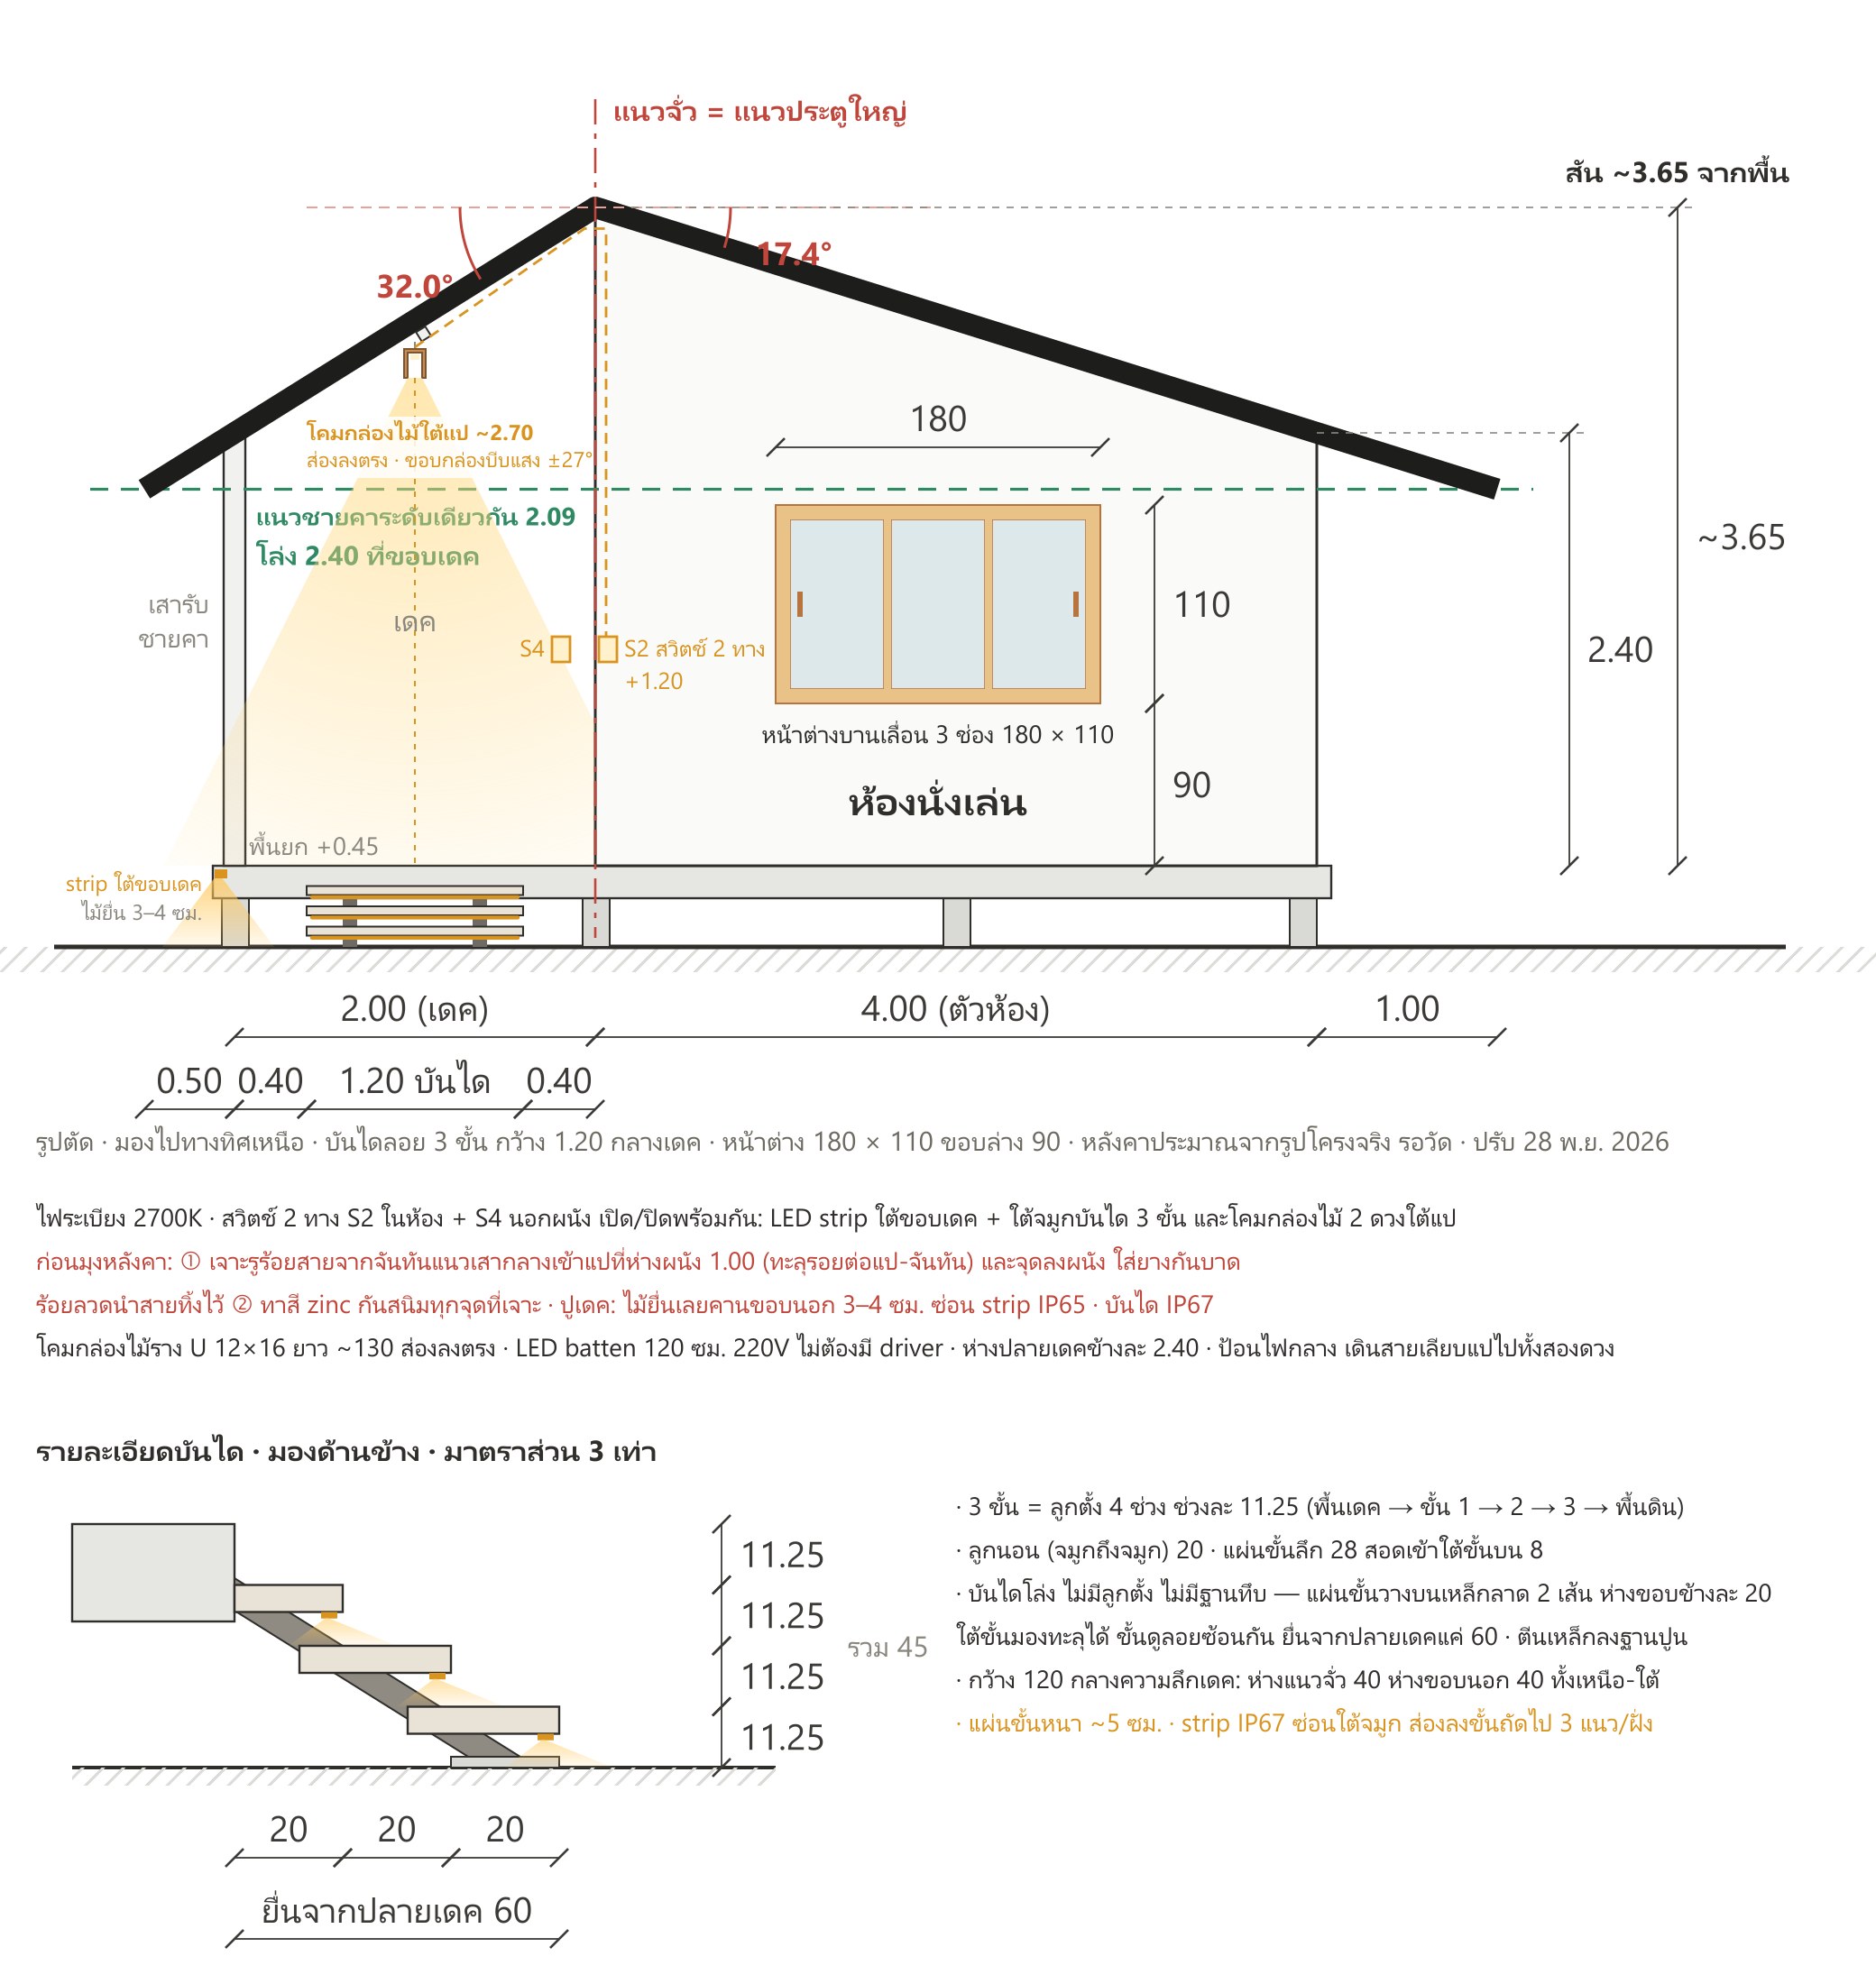 แนวจั่ว = แนวประตูใหญ่
สัน ~3.65 จากพื้น
17.4°
32.0°
180
โคมกล่องไม้ใต้แป ~2.70
ส่องลงตรง · ขอบกล่องบีบแสง ±27°
แนวชายคาระดับเดียวกัน 2.09
โล่ง 2.40 ที่ขอบเดค
~3.65
เสารับ
ชายคา
110
เดค
S4
S2 สวิตช์ 2 ทาง
+1.20
2.40
หน้าต่างบานเลื่อน 3 ช่อง 180 × 110
90
ห้องนั่งเล่น
พื้นยก +0.45
strip ใต้ขอบเดค
ไม้ยื่น 3–4 ซม.
2.00 (เดค)
4.00 (ตัวห้อง)
1.00
0.50
0.40
1.20 บันได
0.40
รูปตัด · มองไปทางทิศเหนือ · บันไดลอย 3 ขั้น กว้าง 1.20 กลางเดค · หน้าต่าง 180 × 110 ขอบล่าง 90 · หลังคาประมาณจากรูปโครงจริง รอวัด · ปรับ 28 พ.ย. 2026
ไฟระเบียง 2700K · สวิตช์ 2 ทาง S2 ในห้อง + S4 นอกผนัง เปิด/ปิดพร้อมกัน: LED strip ใต้ขอบเดค + ใต้จมูกบันได 3 ขั้น และโคมกล่องไม้ 2 ดวงใต้แป
ก่อนมุงหลังคา: ① เจาะรูร้อยสายจากจันทันแนวเสากลางเข้าแปที่ห่างผนัง 1.00 (ทะลุรอยต่อแป-จันทัน) และจุดลงผนัง ใส่ยางกันบาด
ร้อยลวดนำสายทิ้งไว้ ② ทาสี zinc กันสนิมทุกจุดที่เจาะ · ปูเดค: ไม้ยื่นเลยคานขอบนอก 3–4 ซม. ซ่อน strip IP65 · บันได IP67
โคมกล่องไม้ราง U 12×16 ยาว ~130 ส่องลงตรง · LED batten 120 ซม. 220V ไม่ต้องมี driver · ห่างปลายเดคข้างละ 2.40 · ป้อนไฟกลาง เดินสายเลียบแปไปทั้งสองดวง
รายละเอียดบันได · มองด้านข้าง · มาตราส่วน 3 เท่า
11.25
11.25
11.25
11.25
รวม 45
· 3 ขั้น = ลูกตั้ง 4 ช่วง ช่วงละ 11.25 (พื้นเดค → ขั้น 1 → 2 → 3 → พื้นดิน)
· ลูกนอน (จมูกถึงจมูก) 20 · แผ่นขั้นลึก 28 สอดเข้าใต้ขั้นบน 8
· บันไดโล่ง ไม่มีลูกตั้ง ไม่มีฐานทึบ — แผ่นขั้นวางบนเหล็กลาด 2 เส้น ห่างขอบข้างละ 20
ใต้ขั้นมองทะลุได้ ขั้นดูลอยซ้อนกัน ยื่นจากปลายเดคแค่ 60 · ตีนเหล็กลงฐานปูน
· กว้าง 120 กลางความลึกเดค: ห่างแนวจั่ว 40 ห่างขอบนอก 40 ทั้งเหนือ-ใต้
· แผ่นขั้นหนา ~5 ซม. · strip IP67 ซ่อนใต้จมูก ส่องลงขั้นถัดไป 3 แนว/ฝั่ง
20
20
20
ยื่นจากปลายเดค 60